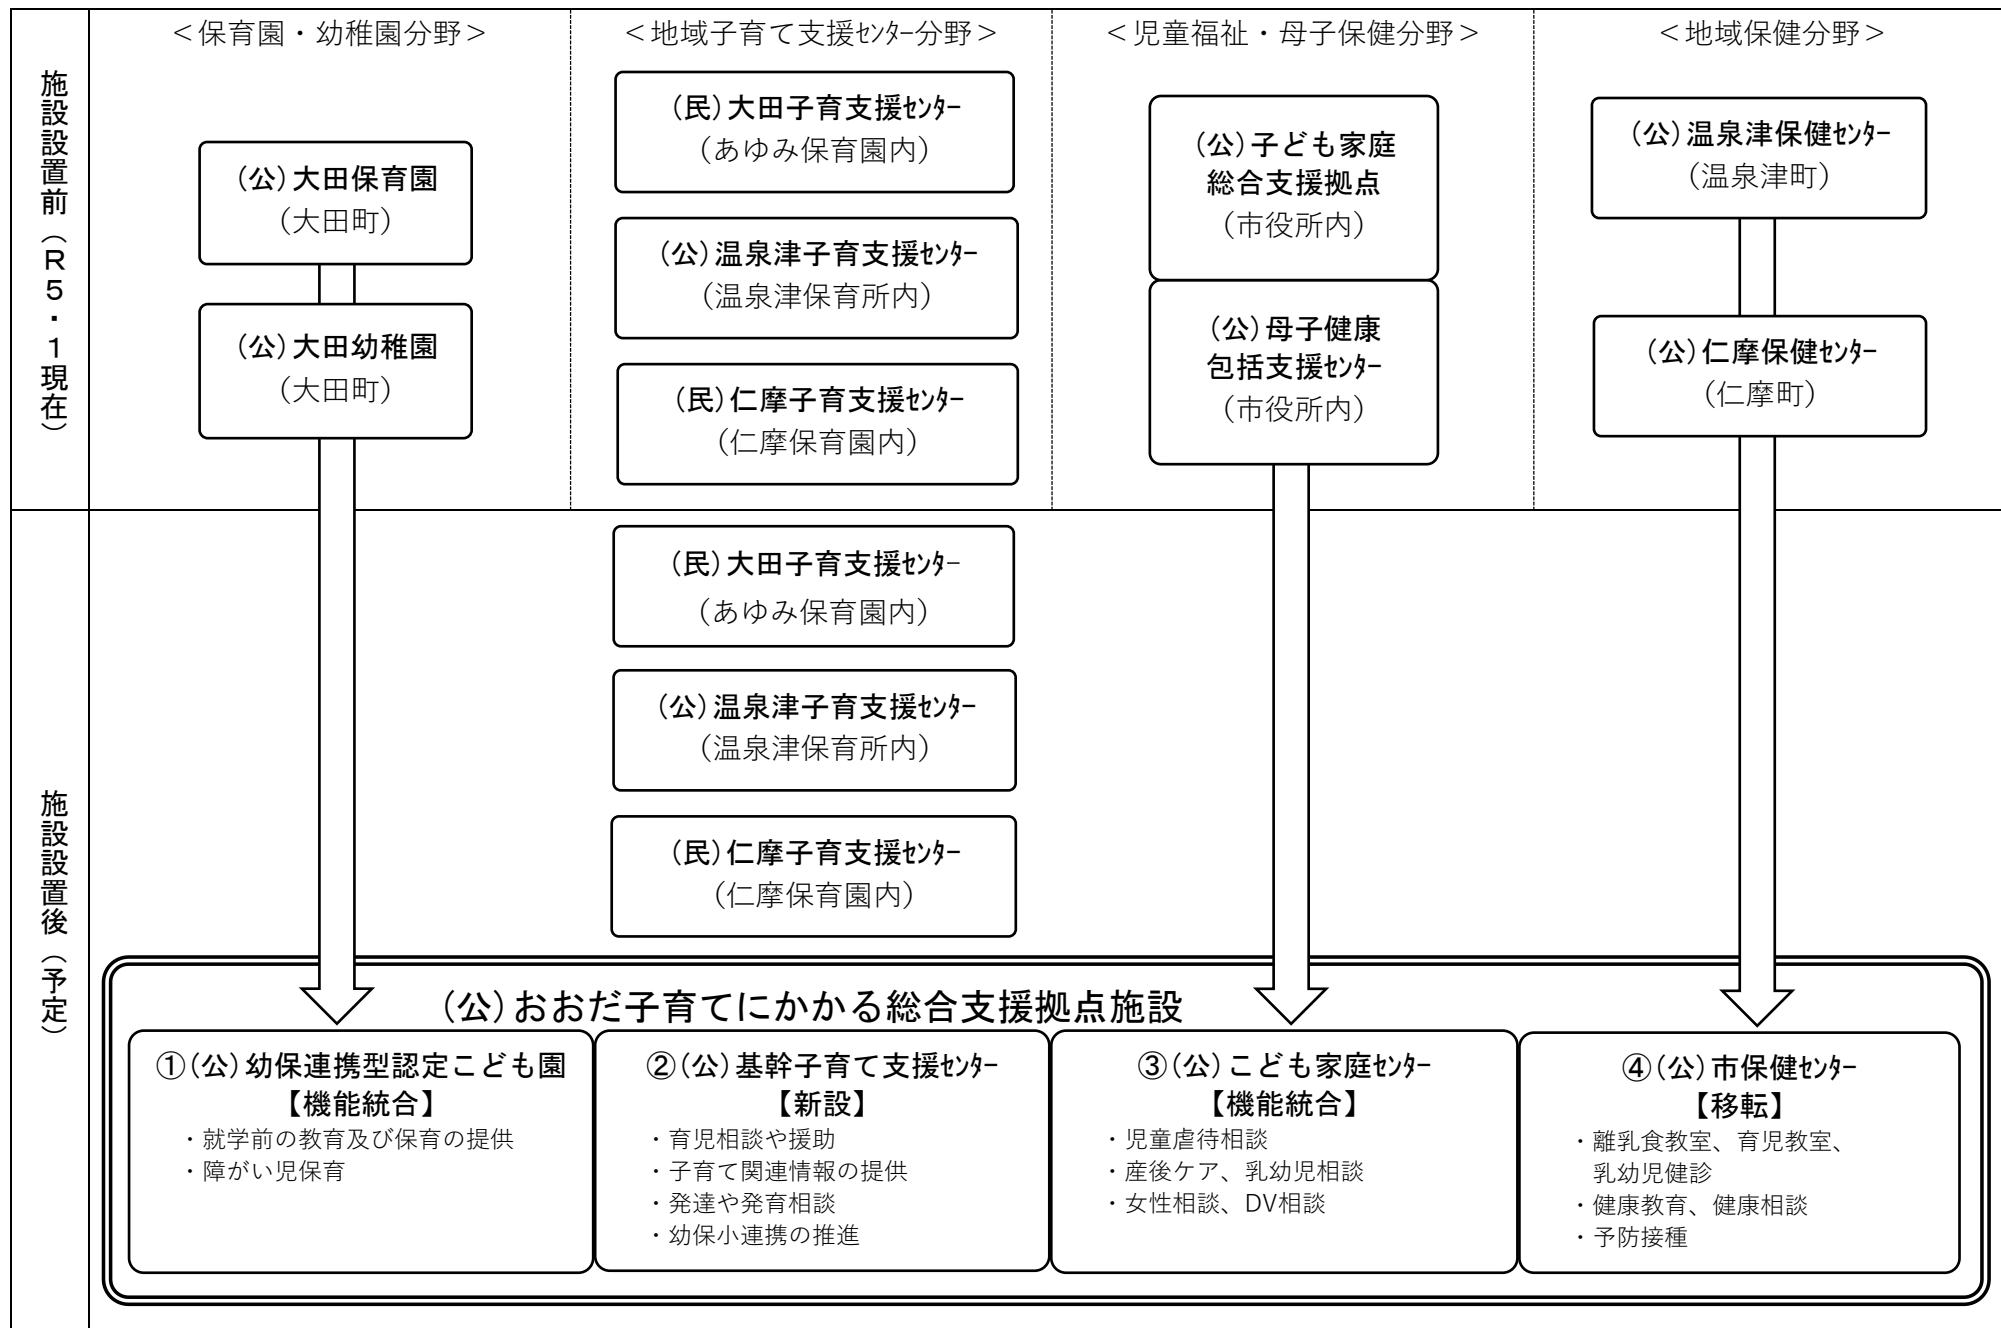 ＜保育園・幼稚園分野＞
＜地域子育て支援ｾﾝﾀｰ分野＞
＜児童福祉・母子保健分野＞
＜地域保健分野＞
施設設置前（R5・1現在）
(公)大田保育園
（大田町）
(公)大田幼稚園
（大田町）
(民)大田子育支援ｾﾝﾀｰ
（あゆみ保育園内）
(公)温泉津子育支援ｾﾝﾀｰ
（温泉津保育所内）
(民)仁摩子育支援ｾﾝﾀｰ
（仁摩保育園内）
(公)子ども家庭
総合支援拠点
（市役所内）
(公)母子健康
包括支援ｾﾝﾀｰ
（市役所内）
(公)温泉津保健ｾﾝﾀｰ
（温泉津町）
(公)仁摩保健ｾﾝﾀｰ
（仁摩町）
施設設置後（予定）
(民)大田子育支援ｾﾝﾀｰ
（あゆみ保育園内）
(公)温泉津子育支援ｾﾝﾀｰ
（温泉津保育所内）
(民)仁摩子育支援ｾﾝﾀｰ
（仁摩保育園内）
(公)おおだ子育てにかかる総合支援拠点施設
①(公)幼保連携型認定こども園
【機能統合】
・就学前の教育及び保育の提供
・障がい児保育
②(公)基幹子育て支援ｾﾝﾀｰ
【新設】
・育児相談や援助
・子育て関連情報の提供
・発達や発育相談
・幼保小連携の推進
③(公)こども家庭ｾﾝﾀｰ
【機能統合】
・児童虐待相談
・産後ケア、乳幼児相談
・女性相談、DV相談
④(公)市保健ｾﾝﾀｰ
【移転】
・離乳食教室、育児教室、
乳幼児健診
・健康教育、健康相談
・予防接種